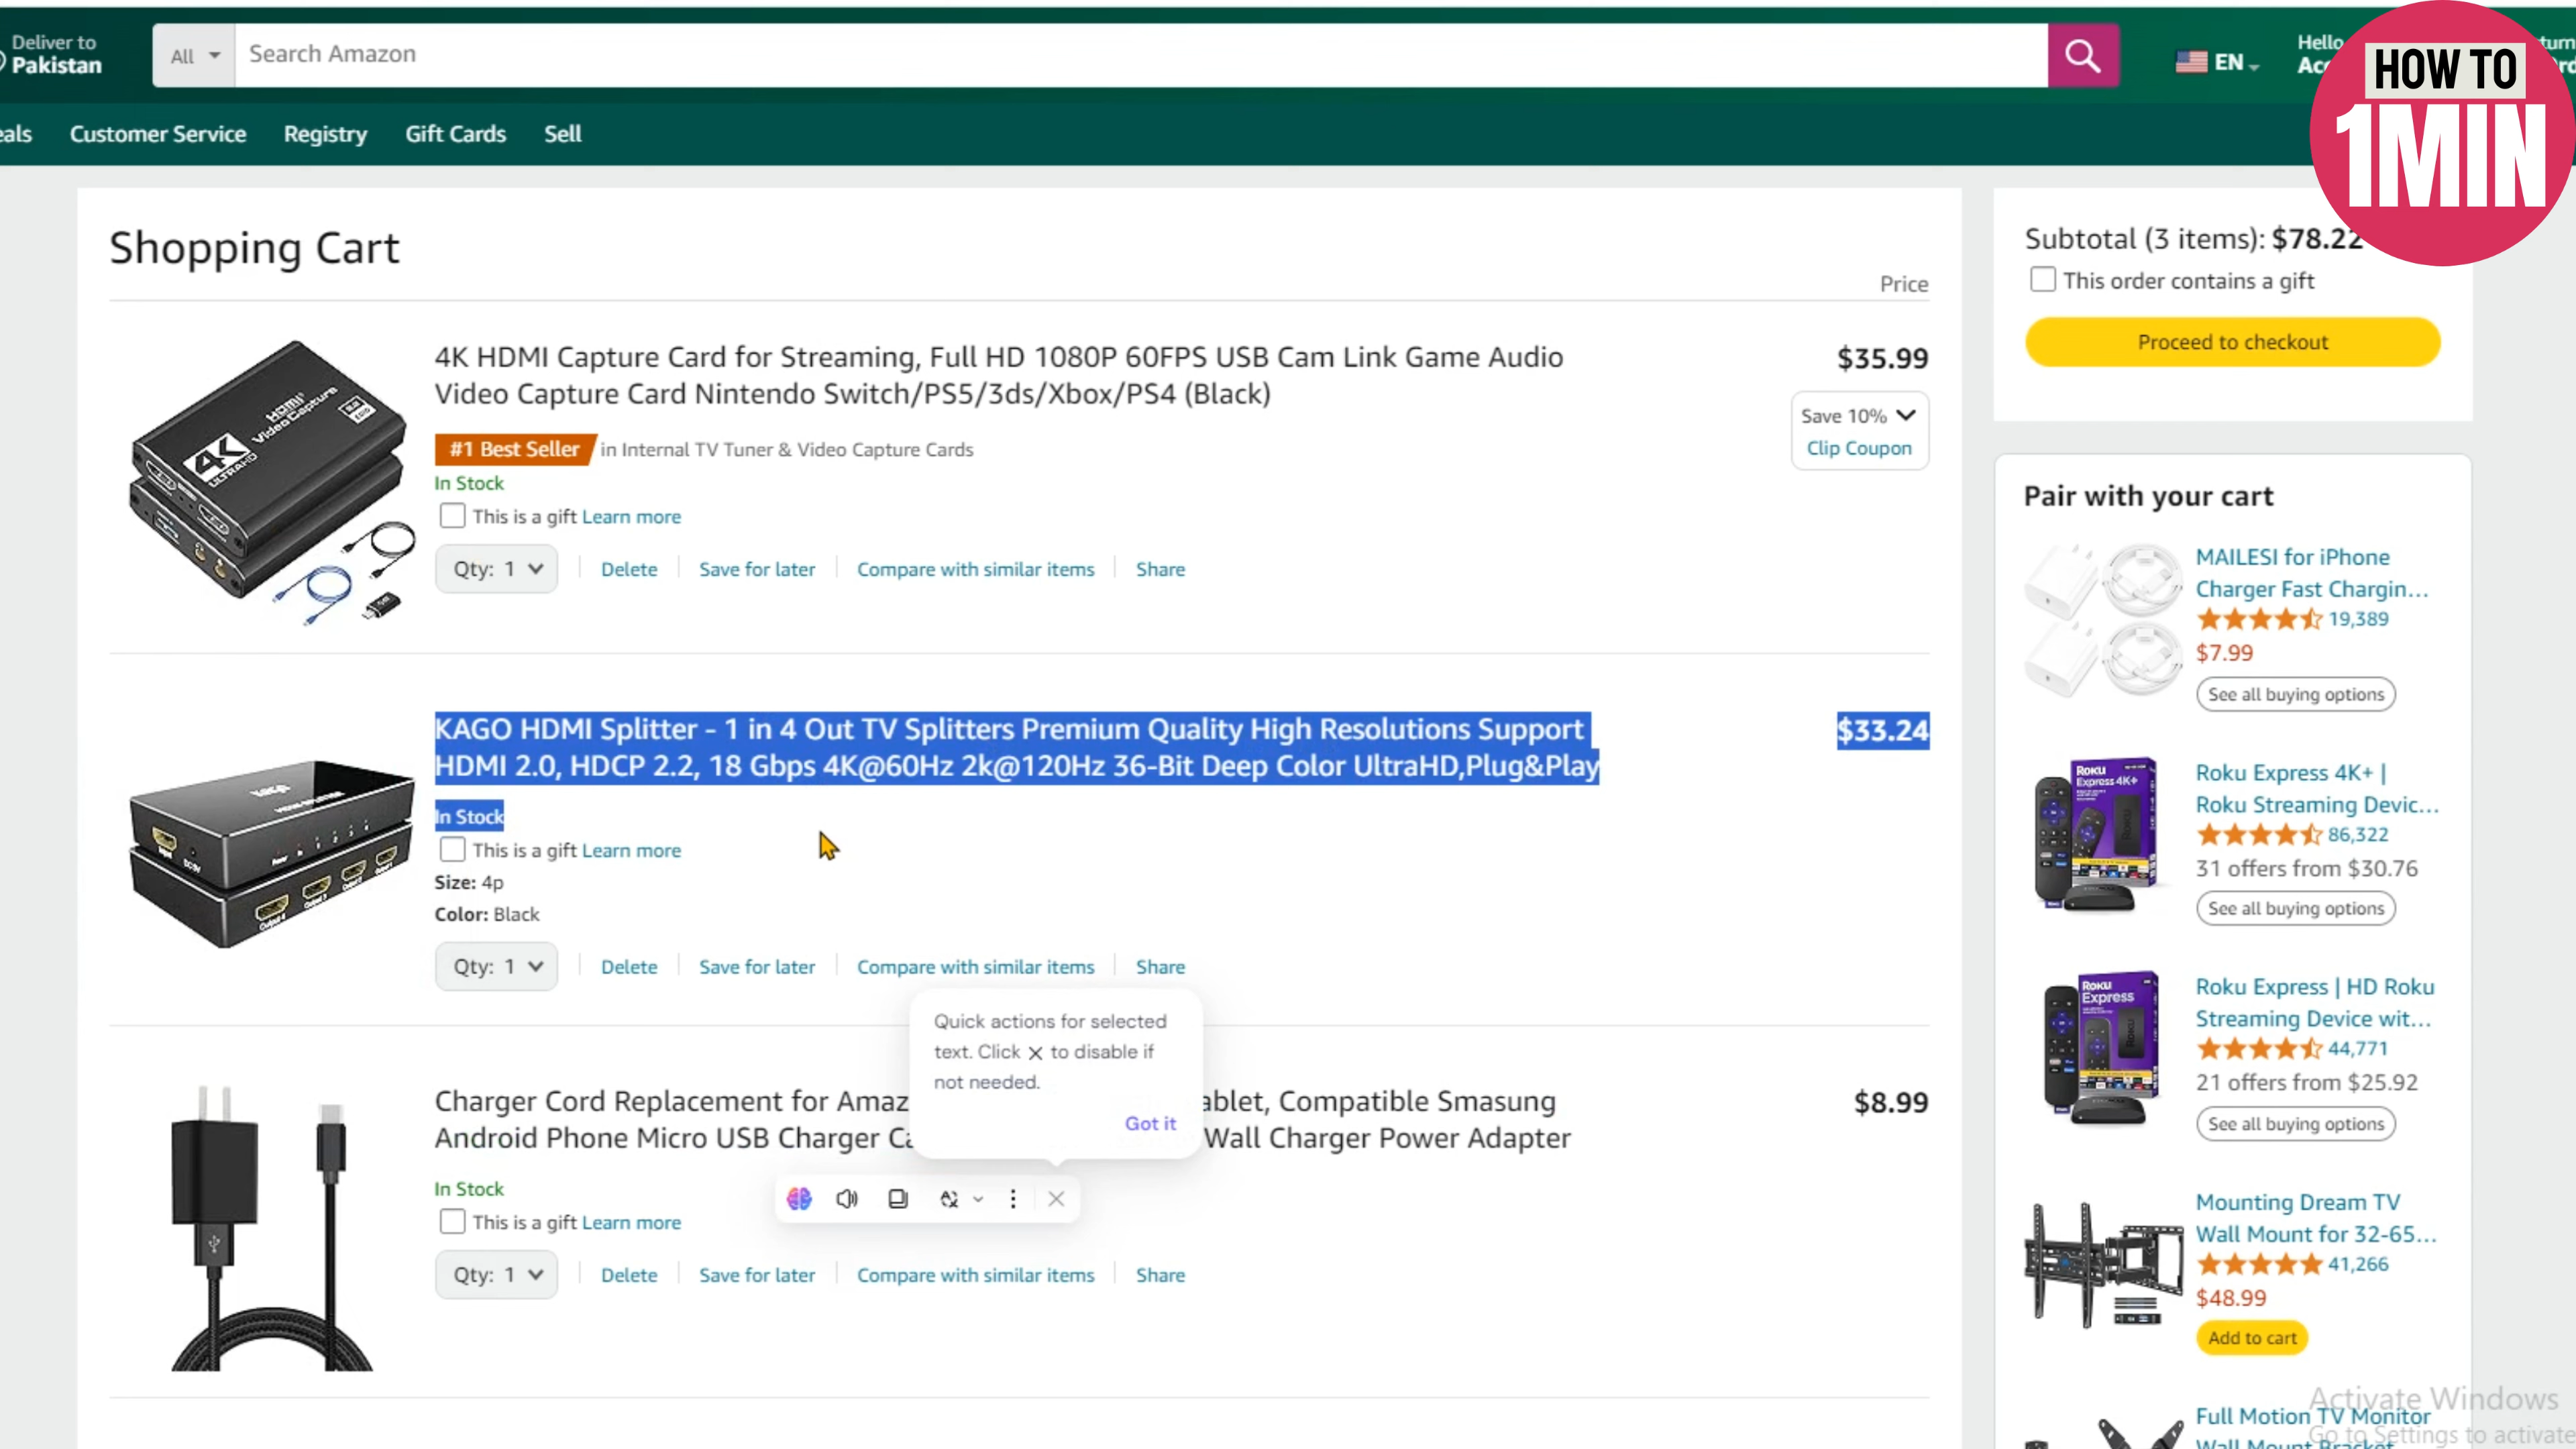 Deliver to
Pakistan
All
Search Amazon
EN
Hello
HOW TO
1MIN
Customer Service
Registry
Gift Cards
Sell
Shopping Cart
Price
4K HDMI Capture Card for Streaming, Full HD 1080P 60FPS USB Cam Link Game Audio
Video Capture Card Nintendo Switch/PS5/3ds/Xbox/PS4 (Black)
$35.99
Save 10%
Clip Coupon
#1 Best Seller in Internal TV Tuner & Video Capture Cards
In Stock
This is a gift Learn more
Qty: 1
Delete
Save for later
Compare with similar items
Share
HDMI
Video Capture
4K
ULTRAHD
KAGO HDMI Splitter - 1 in 4 Out TV Splitters Premium Quality High Resolutions Support
HDMI 2.0, HDCP 2.2, 18 Gbps 4K@60Hz 2k@120Hz 36-Bit Deep Color UltraHD,Plug&Play
$33.24
In Stock
This is a gift Learn more
Size: 4p
Color: Black
Qty: 1
Delete
Save for later
Compare with similar items
Share
Quick actions for selected
text. Click X to disable if
not needed.
Got it
Charger Cord Replacement for Amaz
ablet, Compatible Smasung
Android Phone Micro USB Charger Ca
Wall Charger Power Adapter
$8.99
In Stock
This is a gift Learn more
Qty: 1
Delete
Save for later
Compare with similar items
Share
Subtotal (3 items): $78.22
This order contains a gift
Proceed to checkout
Pair with your cart
MAILESI for iPhone
Charger Fast Chargin...
19,389
$7.99
See all buying options
Roku
Express 4K+
Roku Express 4K+ |
Roku Streaming Devic...
86,322
31 offers from $30.76
See all buying options
Roku
Express
Roku Express | HD Roku
Streaming Device wit...
44,771
21 offers from $25.92
See all buying options
Mounting Dream TV
Wall Mount for 32-65...
41,266
$48.99
Add to cart
Full Motion TV Monitor
Activate Windows
Go to Settings to activate